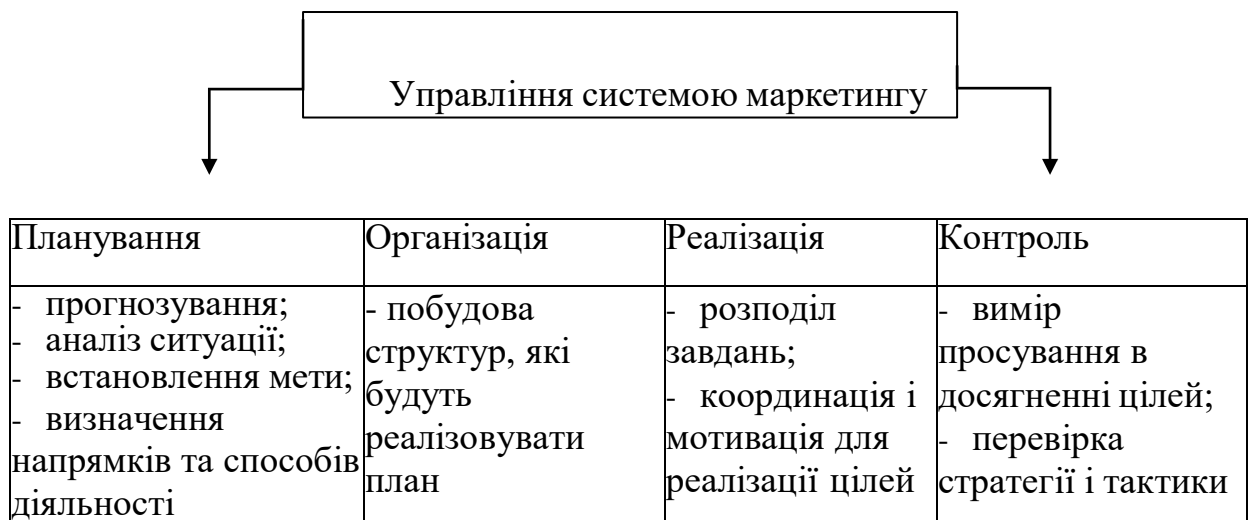 Управління системою маркетингу
Планування
Організація
Реалізація
Контроль
- прогнозування;
- аналіз ситуації;
- встановлення мети;
- визначення
напрямків та способів
діяльності
- побудова
структур, які
будуть
реалізовувати
план
- розподіл
завдань;
- координація і
мотивація для
реалізації цілей
- вимір
просування в
досягненні цілей;
- перевірка
стратегії і тактики